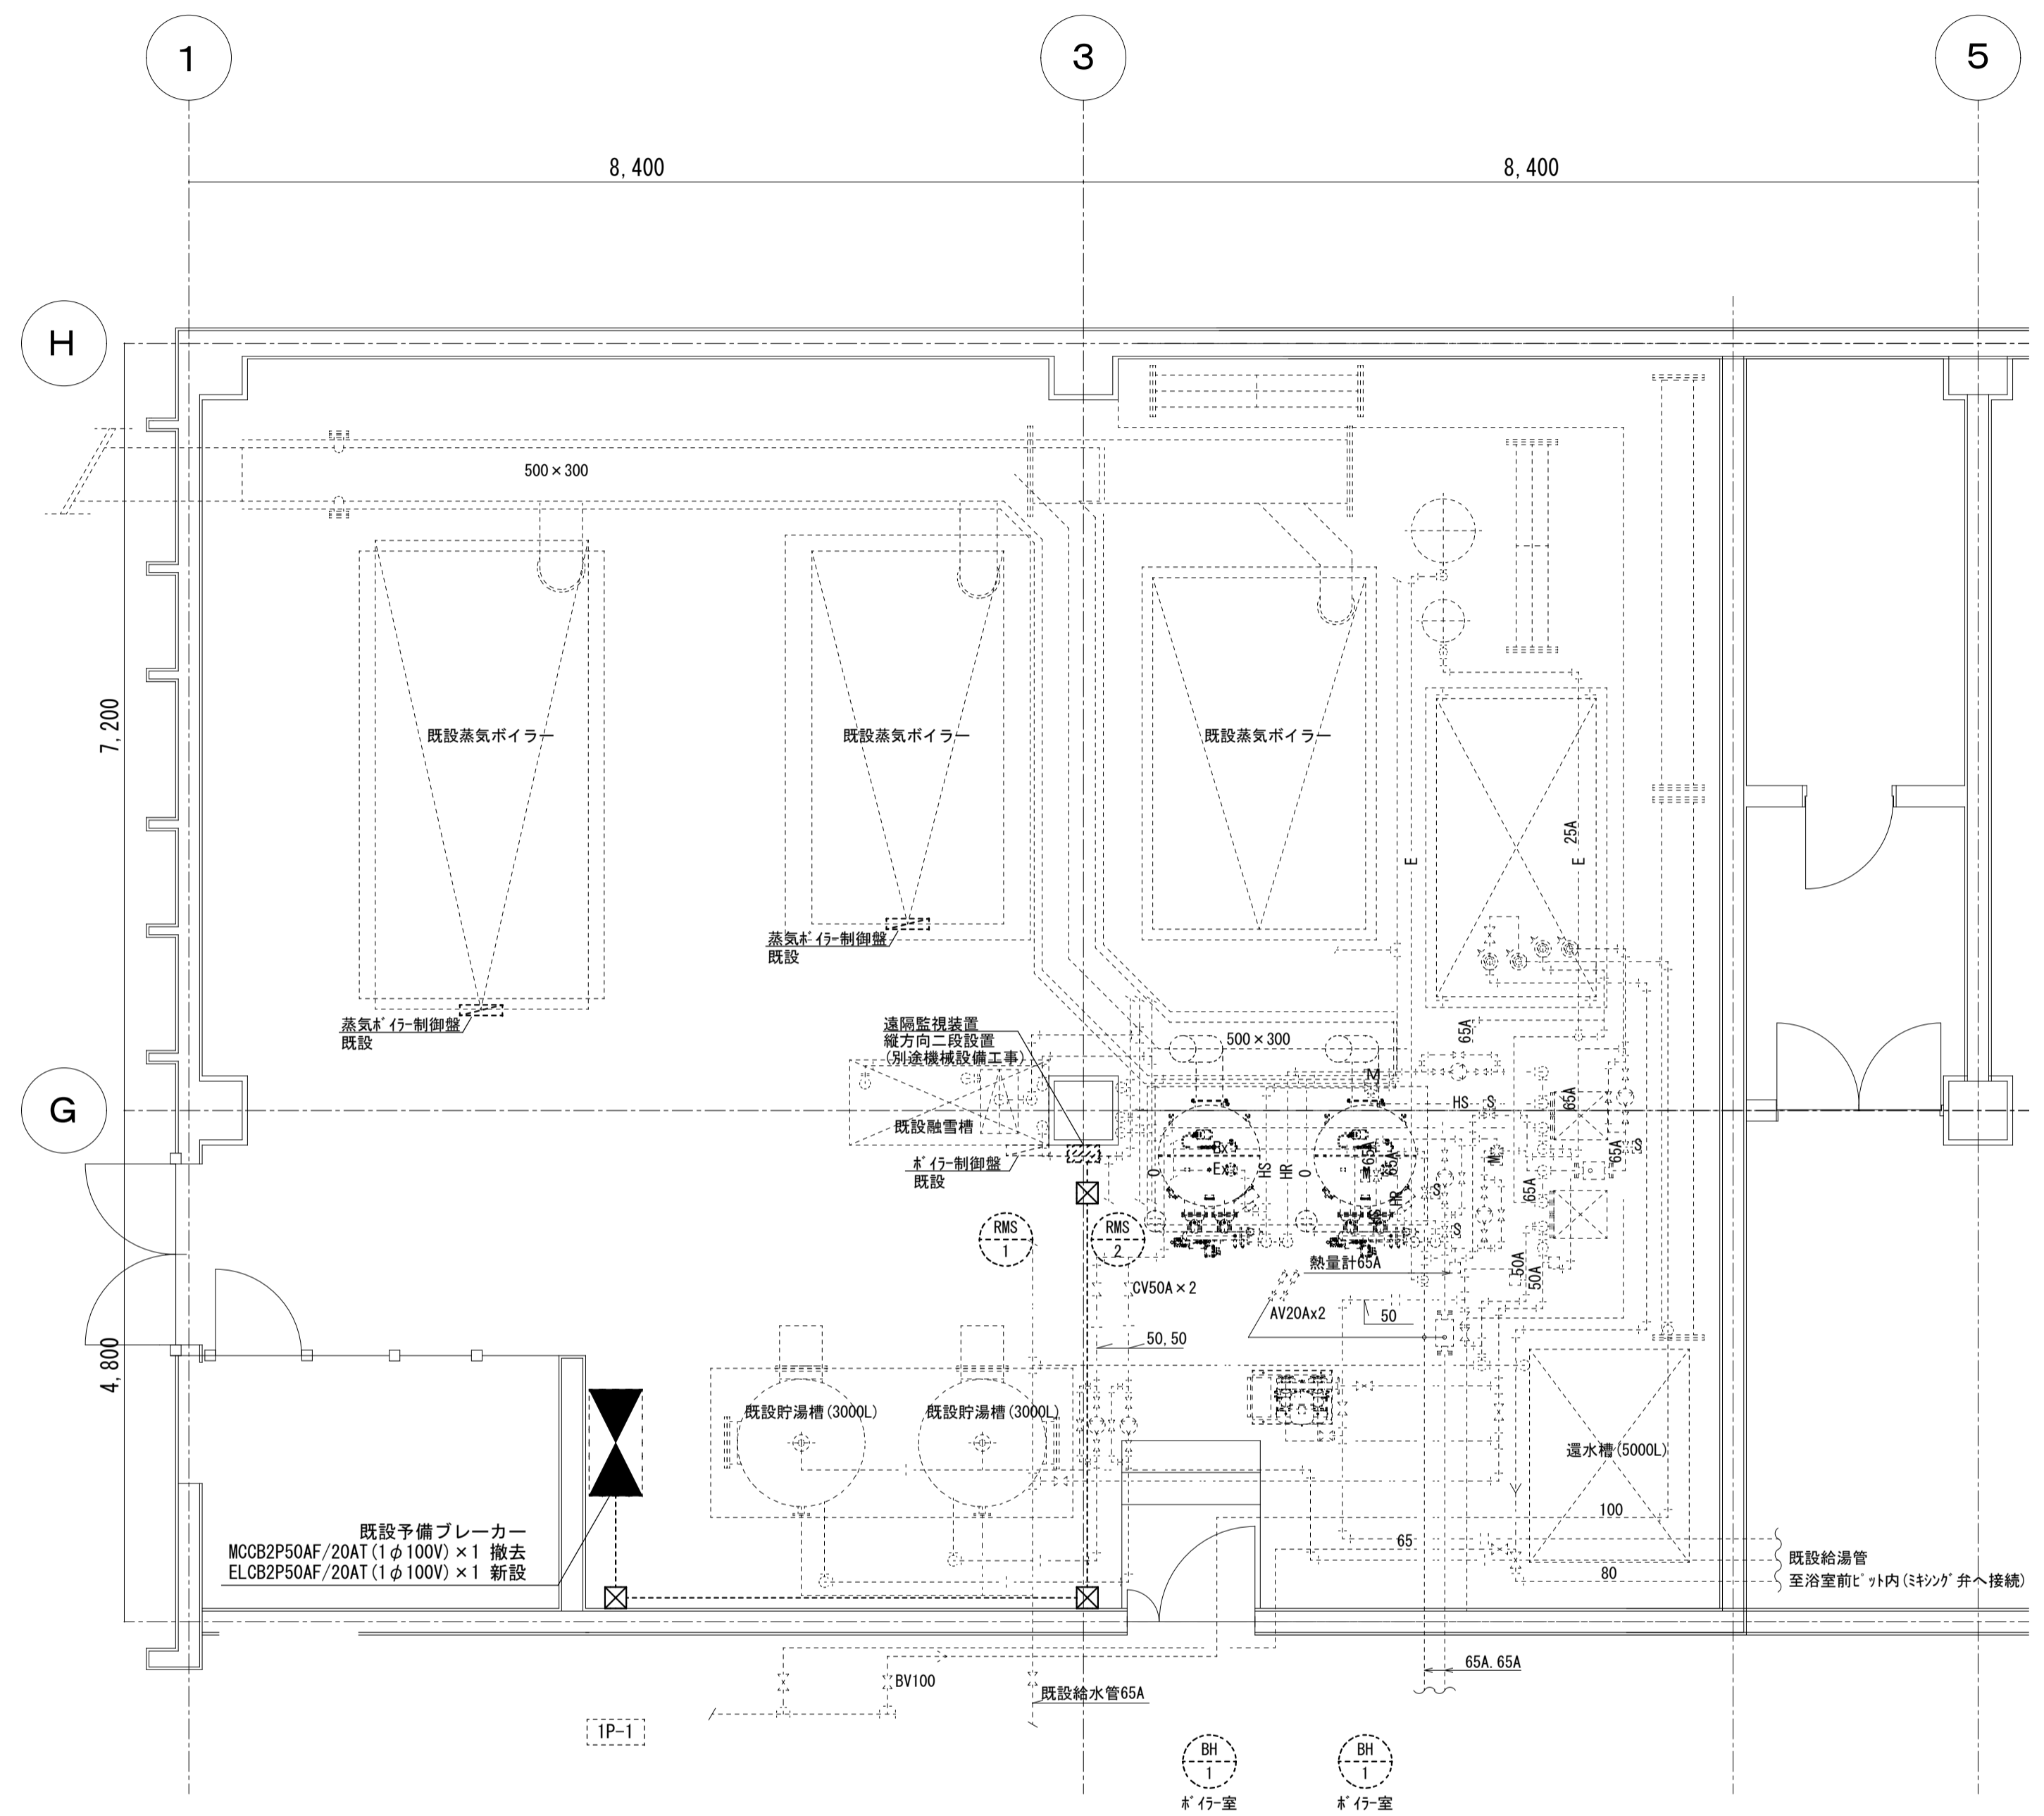 1
3
5
8,400
8,400
H
500×300
7,200
既設蒸気ボイラー
既設蒸気ボイラー
既設蒸気ボイラー
25A
E
E
蒸気ﾎﾞｲﾗｰ制御盤
既設
蒸気ﾎﾞｲﾗｰ制御盤
既設
遠隔監視装置
縦方向二段設置
(別途機械設備工事)
500×300
65A
M
G
HS
S
65A
既設融雪槽
ﾎﾞｲﾗｰ制御盤
既設
Bx
Ex
O
HS
HR
O
65A
65A
M
65A
S
HR
HS
S
S
65A
RMS
1
RMS
2
熱量計65A
50A
50A
CV50A×2
AV20Ax2
50
50,50
4,800
既設貯湯槽(3000L)
既設貯湯槽(3000L)
還水槽(5000L)
既設予備ブレーカー
MCCB2P50AF/20AT(1φ100V)×1 撤去
ELCB2P50AF/20AT(1φ100V)×1 新設
100
65
80
既設給湯管
至浴室前ﾋﾟｯﾄ内(ﾐｷｼﾝｸﾞ弁へ接続)
BV100
65A.65A
既設給水管65A
1P-1
BH
1
ﾎﾞｲﾗｰ室
BH
1
ﾎﾞｲﾗｰ室